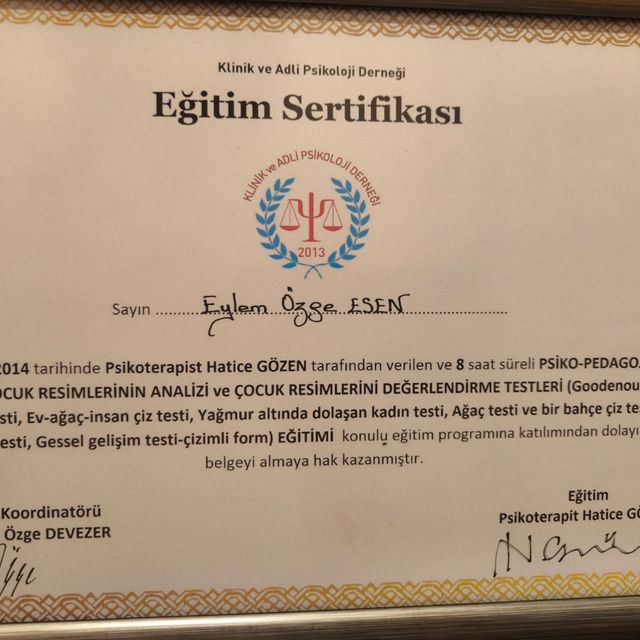 Klinik ve Adli Psikoloji Derneği
Eğitim Sertifikası
KLİNİK ve ADLİ PSİKOLOJİ DERNEĞİ
2013
Sayın ........ Eylem Özge ESEN ........
2014 tarihinde Psikoterapist Hatice GÖZEN tarafından verilen ve 8 saat süreli PSİKO-PEDAGO
OCUK RESİMLERİNİN ANALİZİ ve ÇOCUK RESİMLERİNİ DEĞERLENDİRME TESTLERİ (Goodenou
sti, Ev-ağaç-insan çiz testi, Yağmur altında dolaşan kadın testi, Ağaç testi ve bir bahçe çiz te
testi, Gessel gelişim testi-çizimli form) EĞİTİMİ konulu eğitim programına katılımından dolayı
belgeyi almaya hak kazanmıştır.
Koordinatörü
Özge DEVEZER
Eğitim
Psikoterapit Hatice GÖ